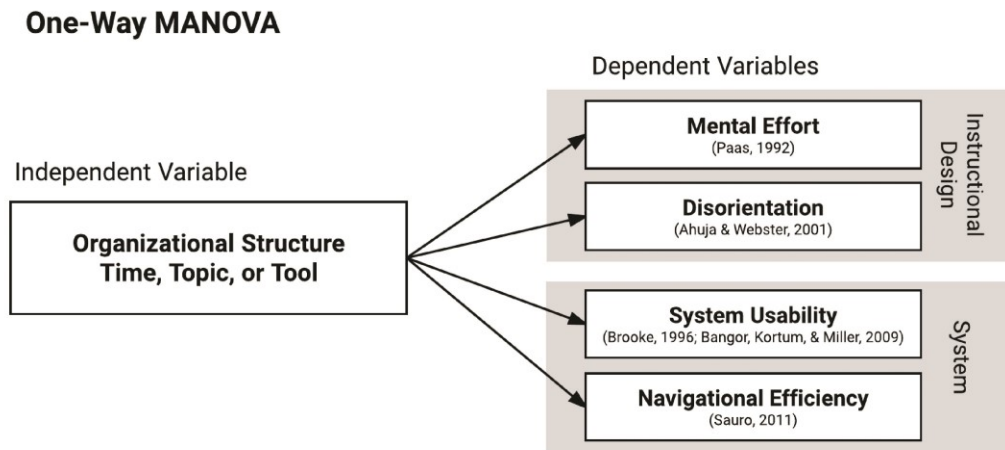 One-Way MANOVA
Dependent Variables
Independent Variable
Organizational Structure
Time, Topic, or Tool
Mental Effort
(Paas, 1992)
Disorientation
(Ahuja & Webster, 2001)
Instructional
Design
System Usability
(Brooke, 1996; Bangor, Kortum, & Miller, 2009)
Navigational Efficiency
(Sauro, 2011)
System